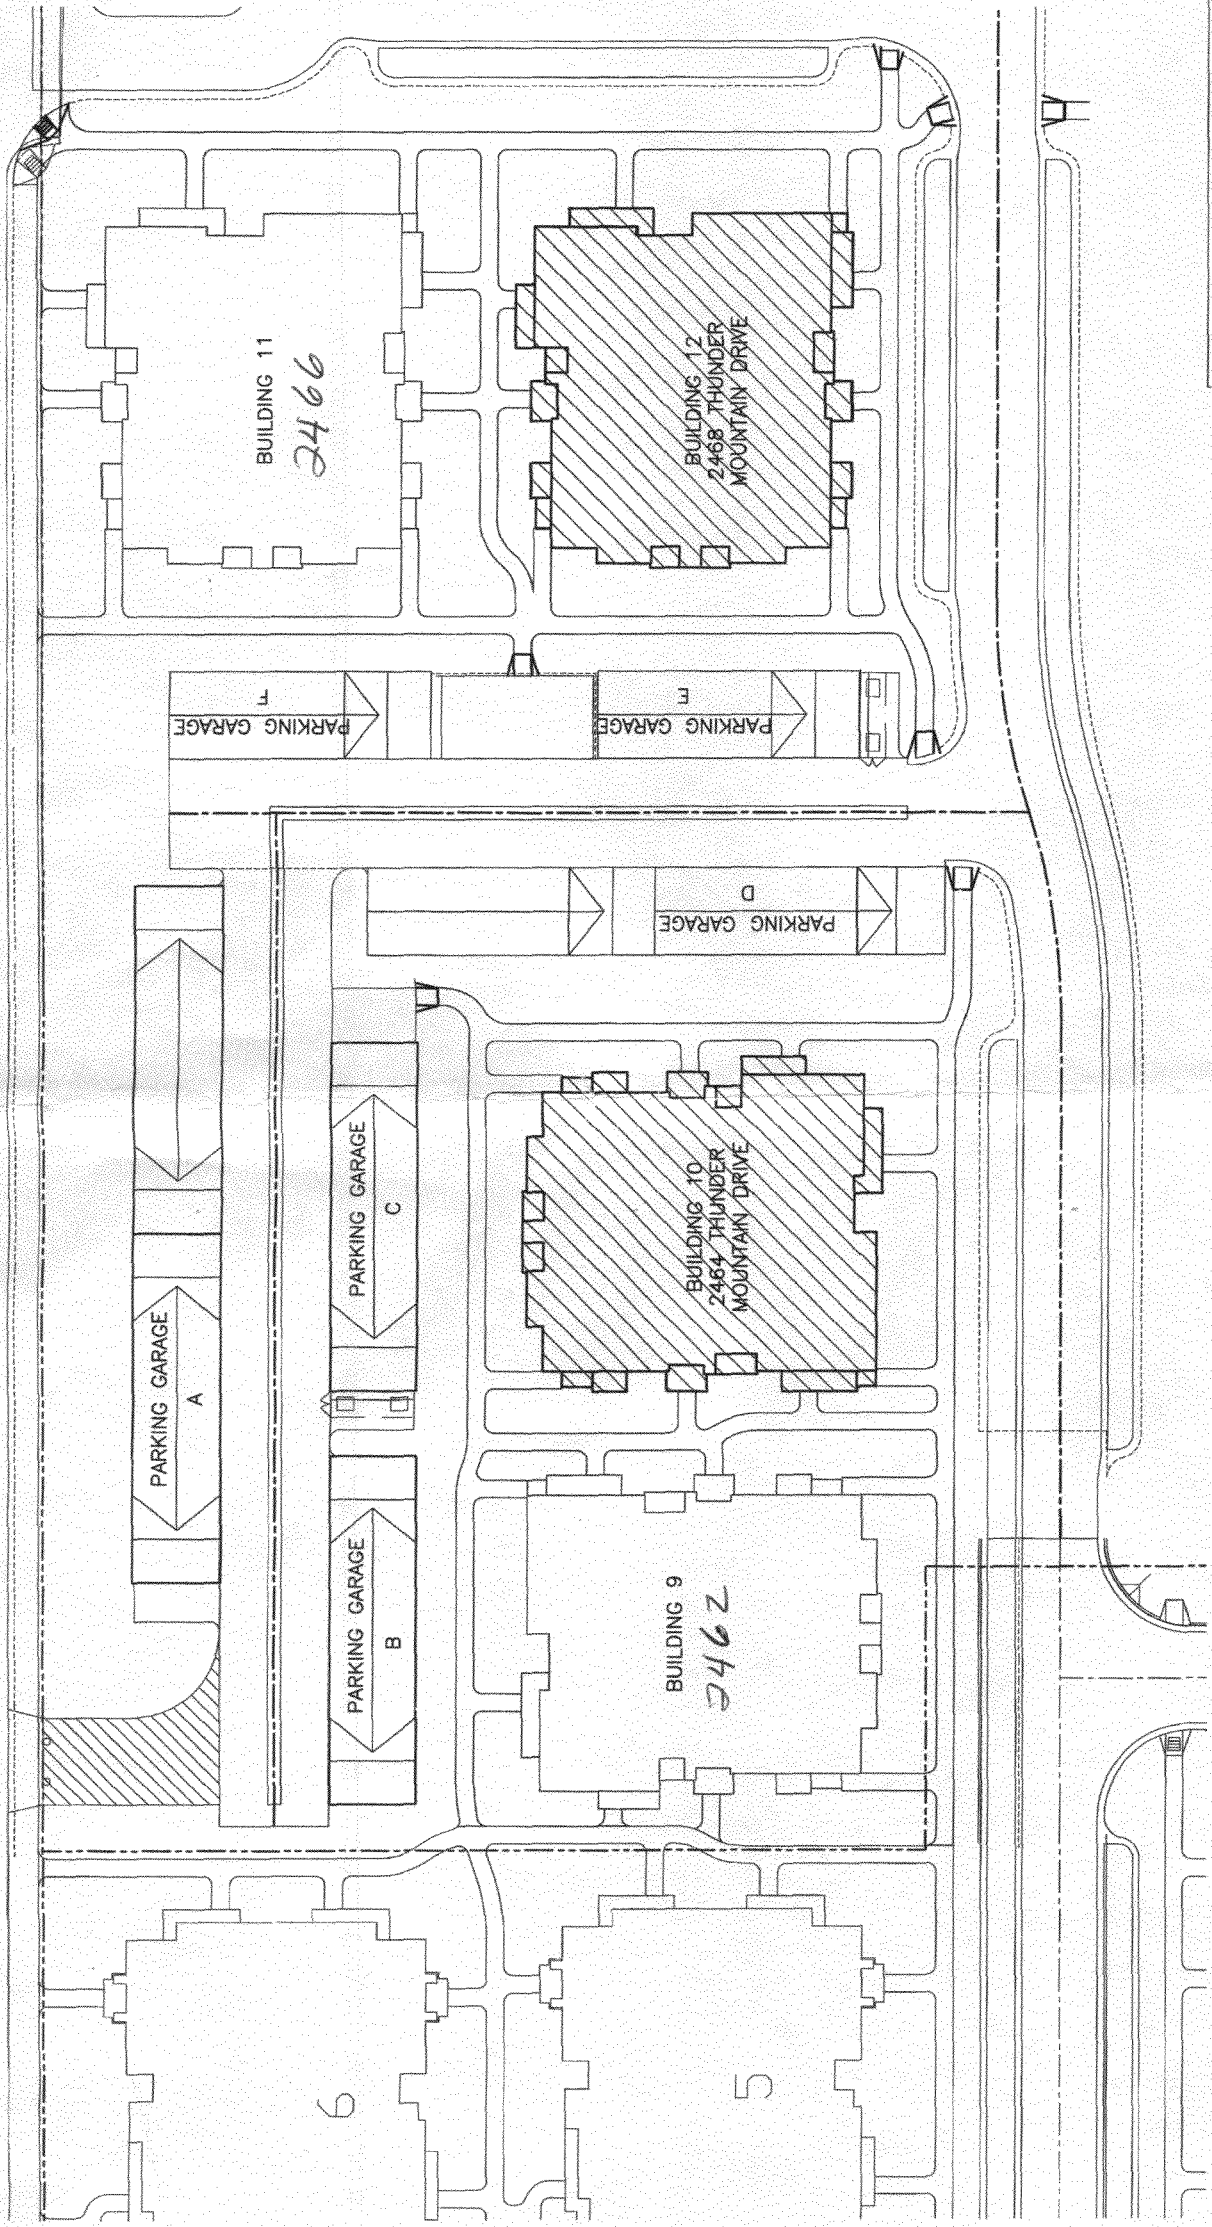 BUILDING 11
2466
BUILDING 12
2468 THUNDER
MOUNTAIN DRIVE
F
PARKING GARAGE
E
PARKING GARAGE
D
PARKING GARAGE
PARKING GARAGE
C
BUILDING 10
2464 THUNDER
MOUNTAIN DRIVE
PARKING GARAGE
A
PARKING GARAGE
B
BUILDING 9
2462
6
5